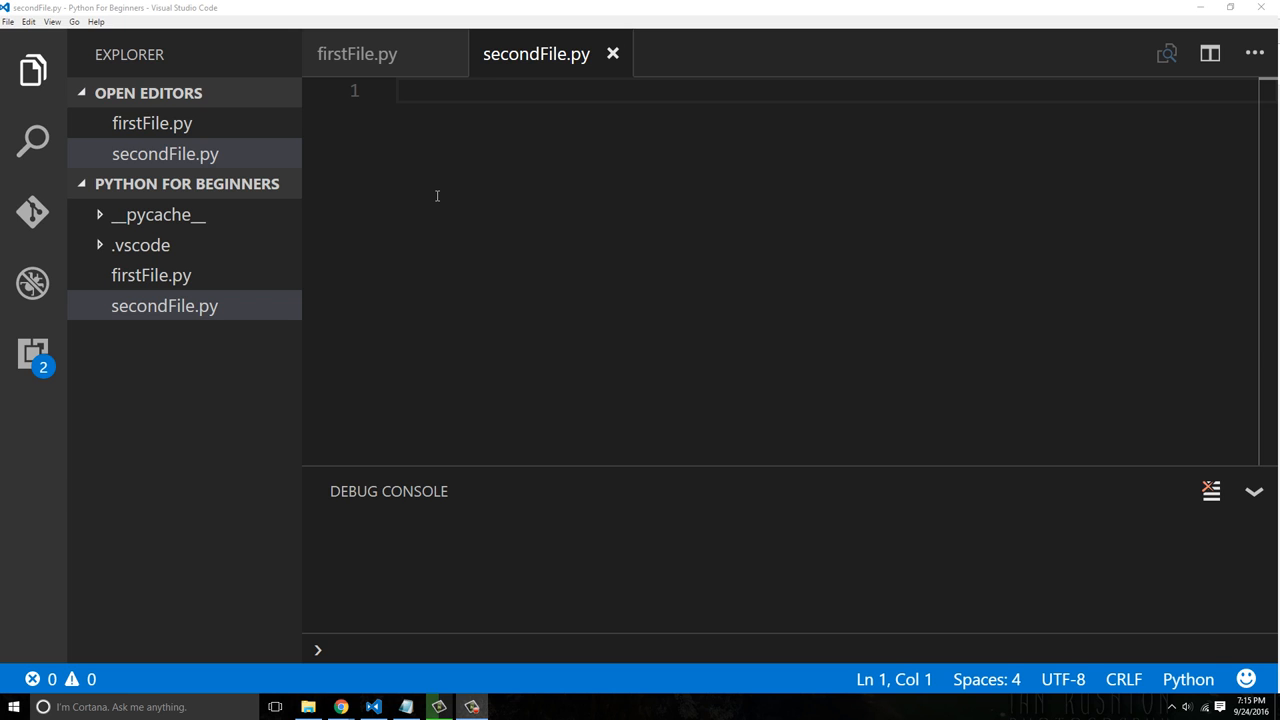 secondFile.py - Python For Beginners - Visual Studio Code
File Edit View Go Help
EXPLORER
firstFile.py
secondFile.py
OPEN EDITORS
firstFile.py
secondFile.py
PYTHON FOR BEGINNERS
__pycache__
.vscode
firstFile.py
secondFile.py
2
1
DEBUG CONSOLE
0 0
Ln 1, Col 1 Spaces: 4 UTF-8 CRLF Python
I'm Cortana. Ask me anything.
7:15 PM
9/24/2016